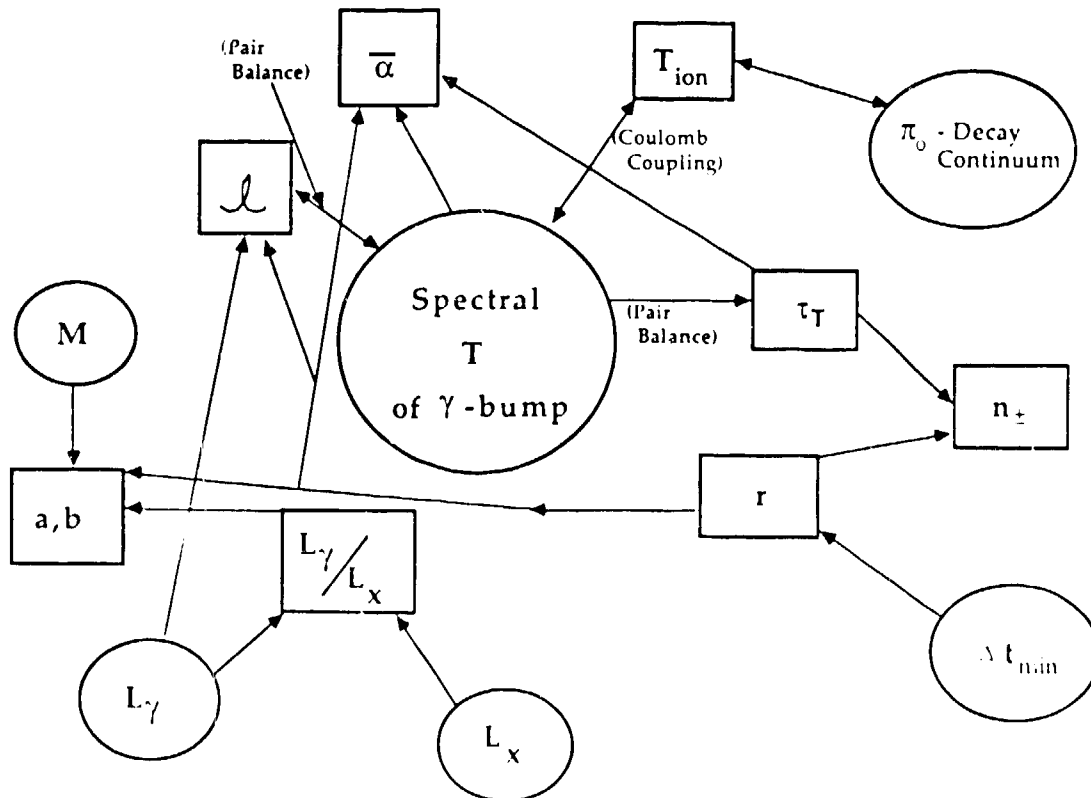 (Pair
Balance)
α̅
T_ion
π₀ - Decay
Continuum
(Coulomb
Coupling)
ℓ
Spectral
T
of γ-bump
(Pair
Balance)
τ_T
M
n_±
a,b
r
L_γ/L_x
Δ t_min
L_γ
L_x